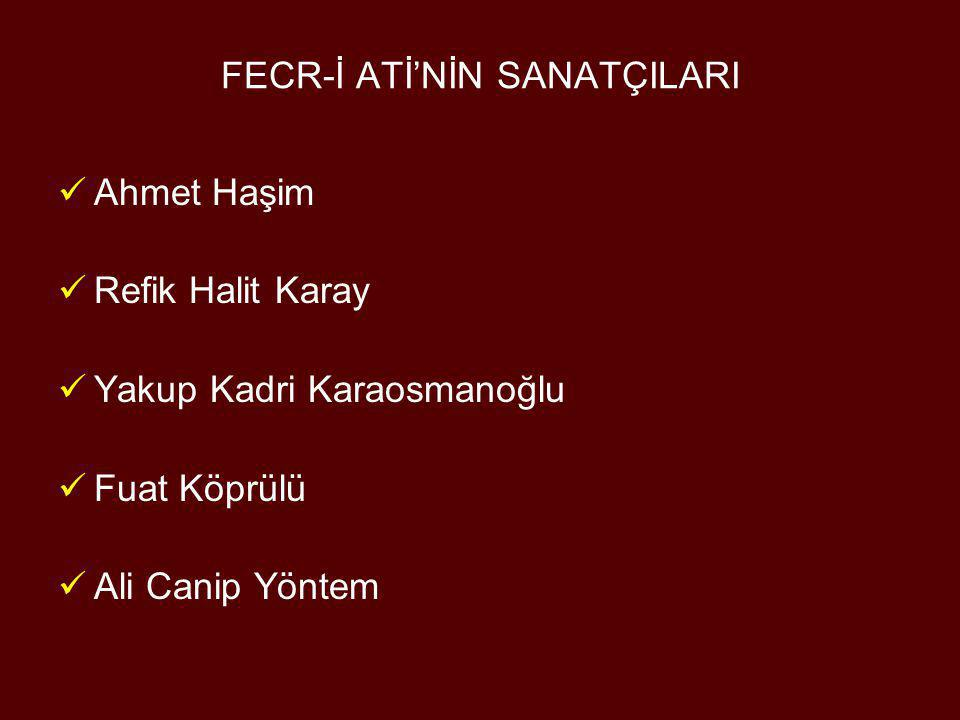 FECR-İ ATİ’NİN SANATÇILARI
✓ Ahmet Haşim
✓ Refik Halit Karay
✓ Yakup Kadri Karaosmanoğlu
✓ Fuat Köprülü
✓ Ali Canip Yöntem